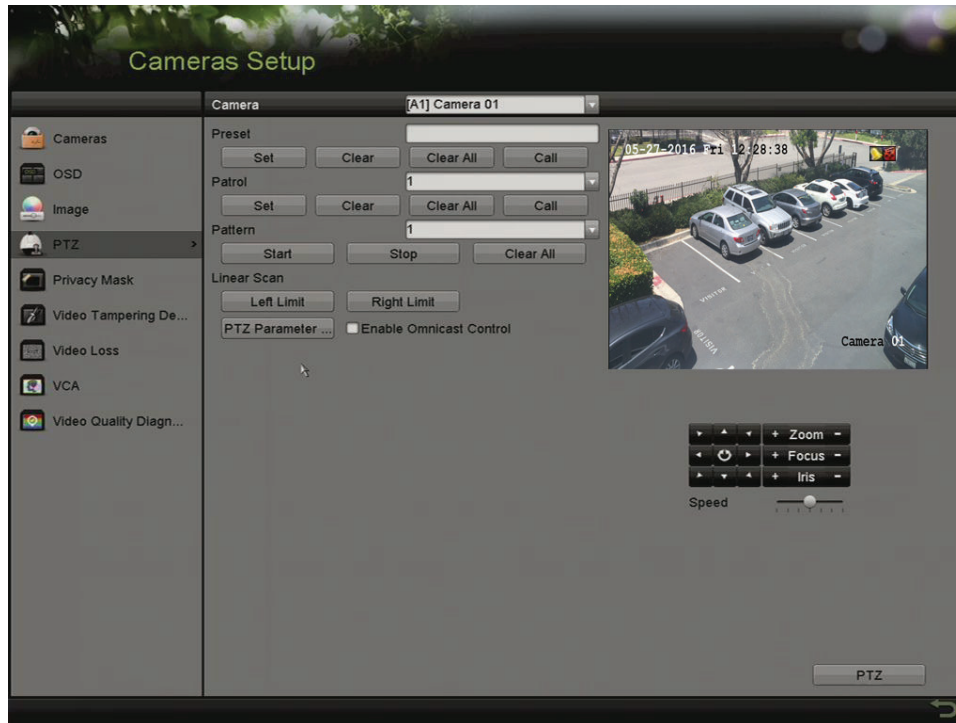 Cameras Setup
Camera [A1] Camera 01
Cameras
OSD
Image
PTZ
Privacy Mask
Video Tampering De...
Video Loss
VCA
Video Quality Diagn...
Preset
Set Clear Clear All Call
Patrol 1
Set Clear Clear All Call
Pattern 1
Start Stop Clear All
Linear Scan
Left Limit Right Limit
PTZ Parameter ... Enable Omnicast Control
05-27-2016 Fri 12:28:38
VISITOR
VISITOR
Camera 01
+ Zoom -
+ Focus -
+ Iris -
Speed
PTZ